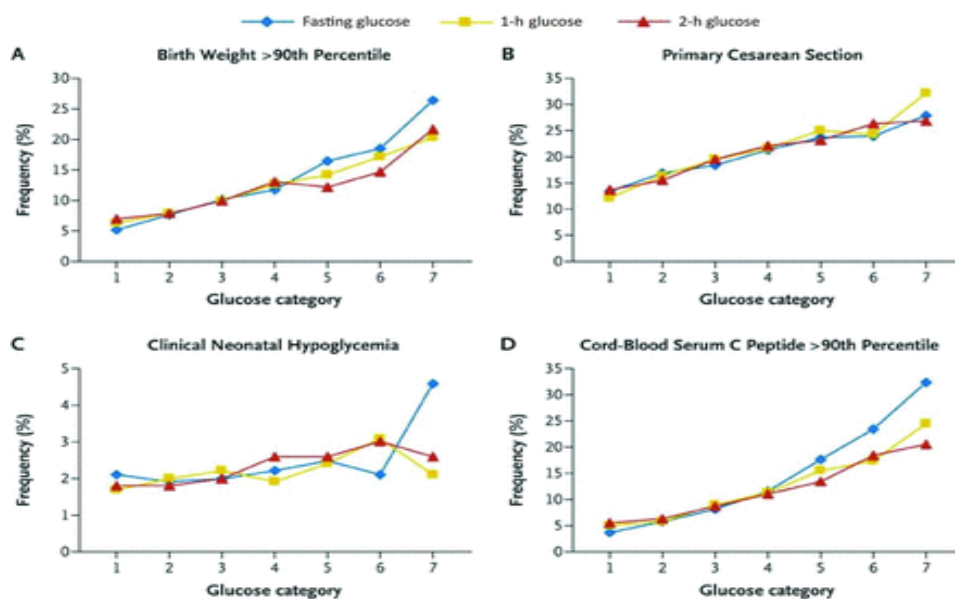 Fasting glucose 1-h glucose 2-h glucose
A Birth Weight >90th Percentile
Frequency (%)
30
25
20
15
10
5
0
1 2 3 4 5 6 7
Glucose category
B Primary Cesarean Section
Frequency (%)
35
30
25
20
15
10
5
0
1 2 3 4 5 6 7
Glucose category
C Clinical Neonatal Hypoglycemia
Frequency (%)
5
4
3
2
1
0
1 2 3 4 5 6 7
Glucose category
D Cord-Blood Serum C Peptide >90th Percentile
Frequency (%)
35
30
25
20
15
10
5
0
1 2 3 4 5 6 7
Glucose category